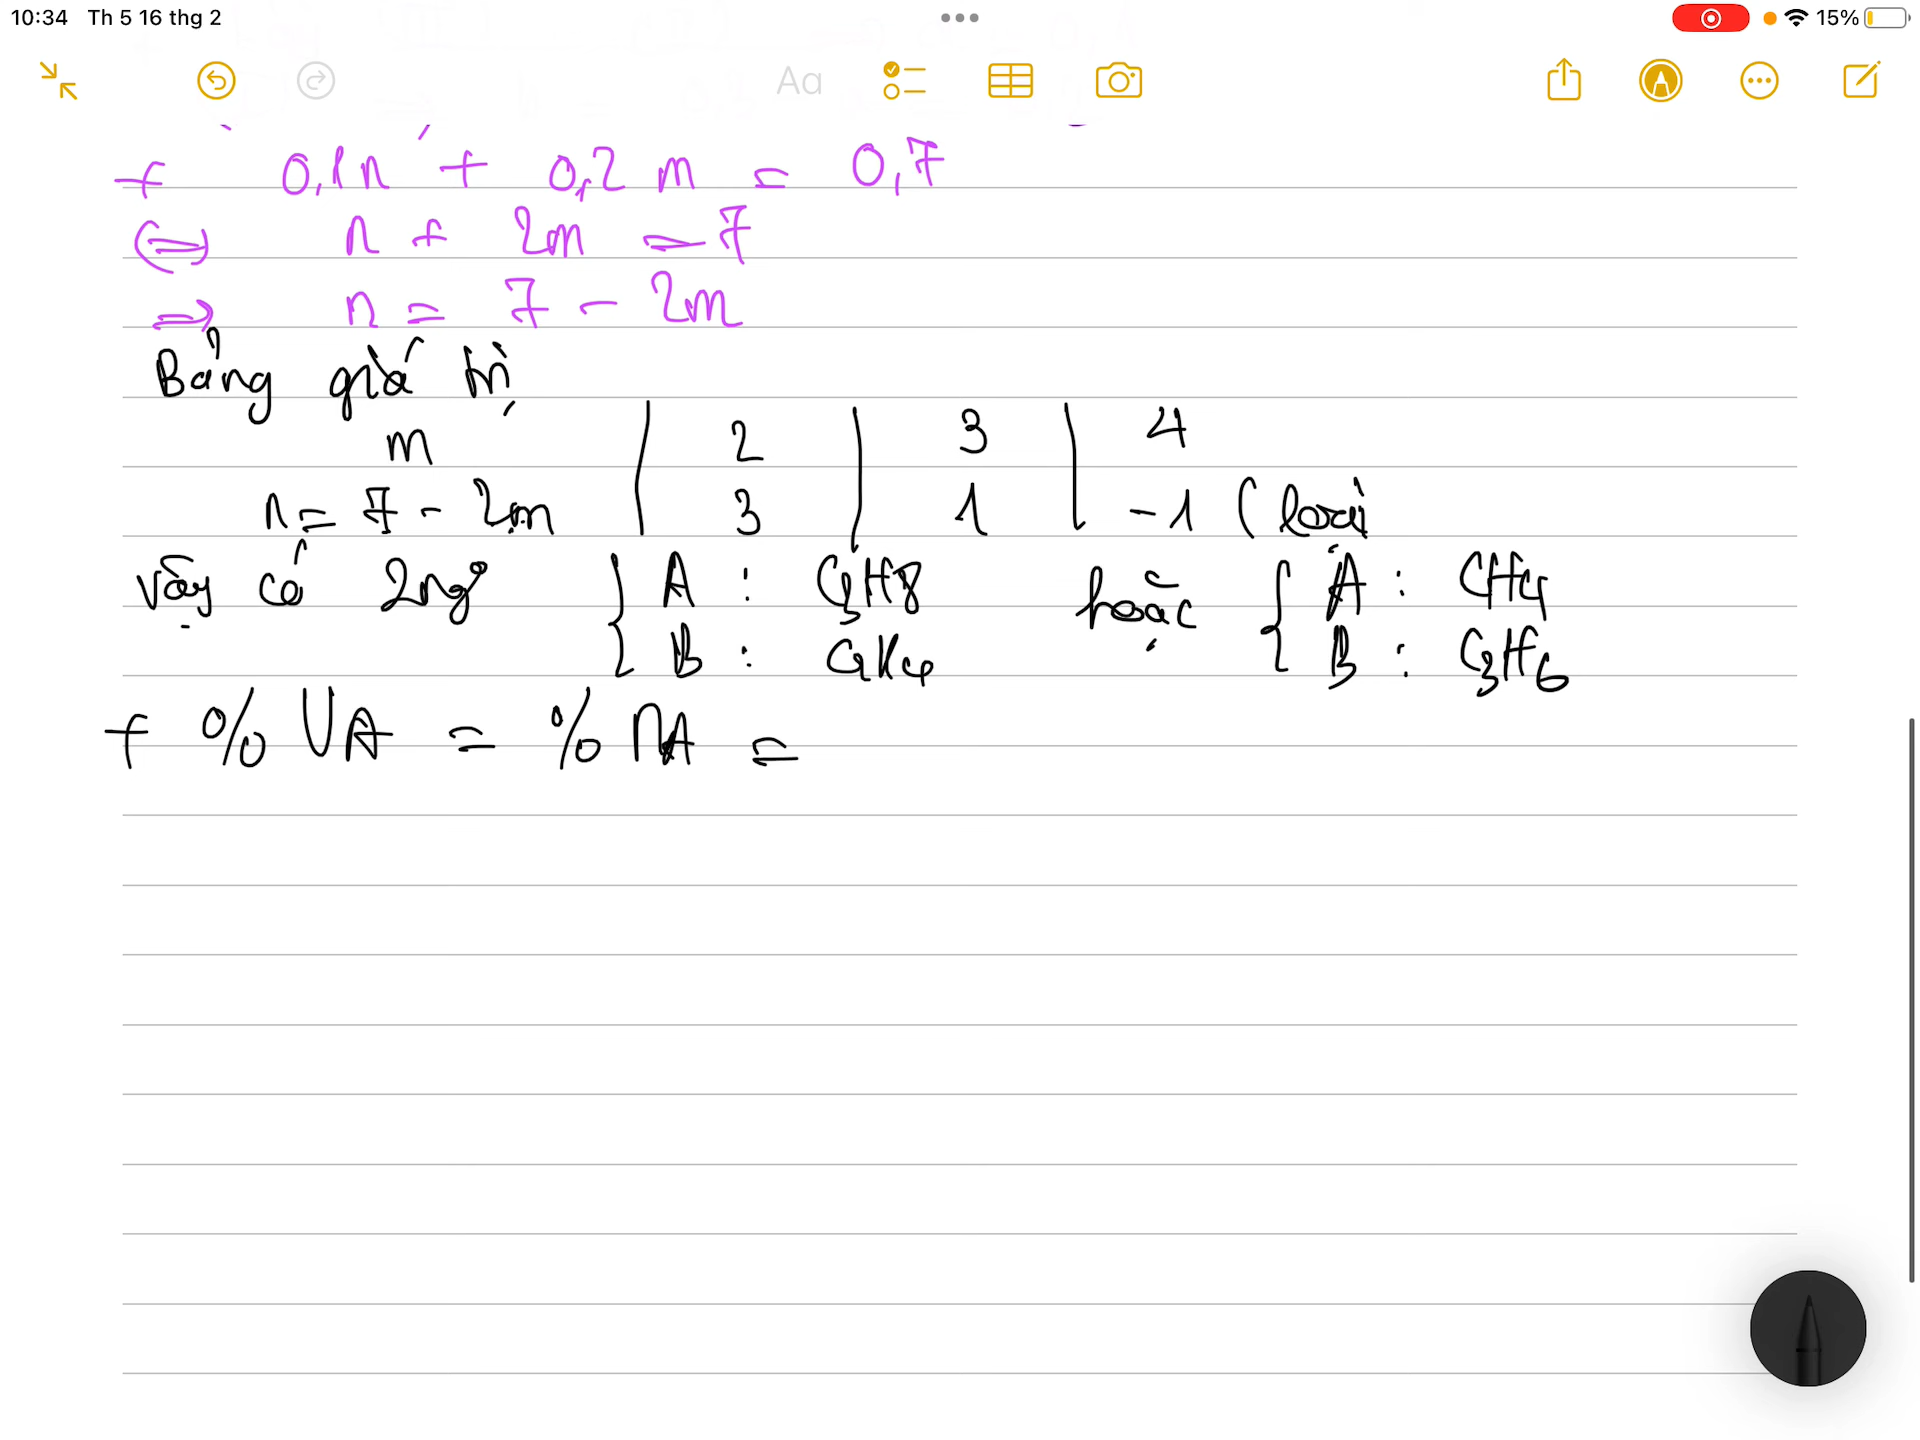 10:34 Th 5 16 thg 2
15%
Aa
+ 0,1n + 0,2m = 0,7
⇔ n + 2m = 7
⇒ n = 7 - 2m
Bảng giá trị
m | 2 | 3 | 4
n = 7 - 2m | 3 | 1 | -1 (loại
Vậy có 2ng° { A : C3H8 hoặc { A : CH4
B : C2H4 B : C3H6
+ % VA = % nA =